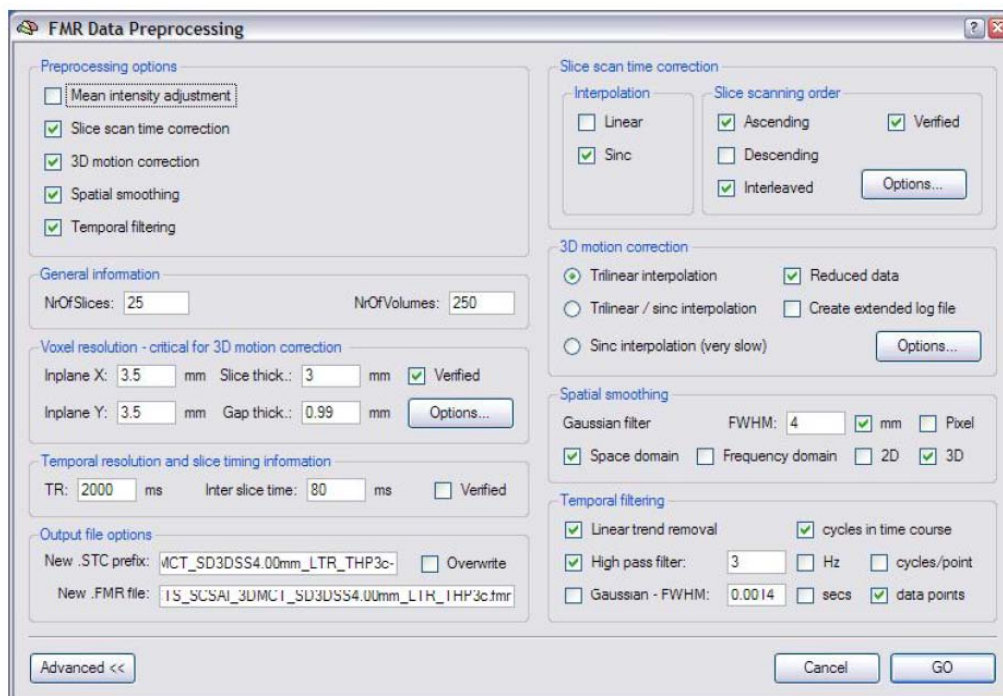 FMR Data Preprocessing
Preprocessing options
Mean intensity adjustment
Slice scan time correction
3D motion correction
Spatial smoothing
Temporal filtering
General information
NrOfSlices: 25 NrOfVolumes: 250
Voxel resolution - critical for 3D motion correction
Inplane X: 3.5 mm Slice thick.: 3 mm Verified
Inplane Y: 3.5 mm Gap thick.: 0.99 mm Options...
Temporal resolution and slice timing information
TR: 2000 ms Inter slice time: 80 ms Verified
Output file options
New .STC prefix: MCT_SD3DSS4.00mm_LTR_THP3c- Overwrite
New .FMR file: TS_SCSAI_3DMCT_SD3DSS4.00mm_LTR_THP3c.fmr
Slice scan time correction
Interpolation
Linear
Sinc
Slice scanning order
Ascending Verified
Descending
Interleaved Options...
3D motion correction
Trilinear interpolation Reduced data
Trilinear / sinc interpolation Create extended log file
Sinc interpolation (very slow) Options...
Spatial smoothing
Gaussian filter FWHM: 4 mm Pixel
Space domain Frequency domain 2D 3D
Temporal filtering
Linear trend removal cycles in time course
High pass filter: 3 Hz cycles/point
Gaussian - FWHM: 0.0014 secs data points
Advanced << Cancel GO